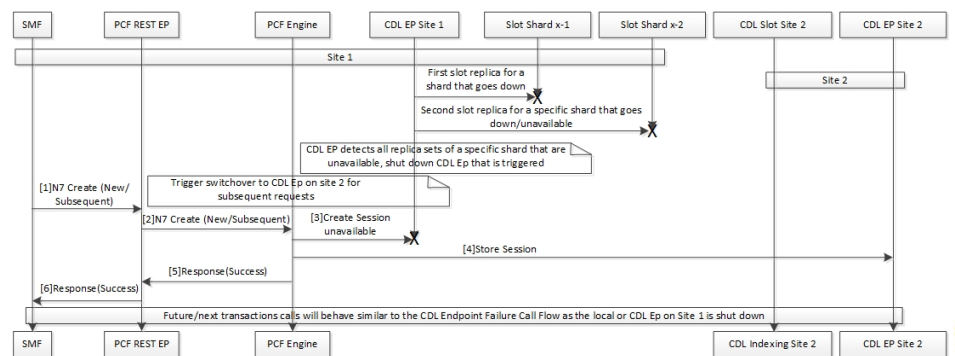 SMF
PCF REST EP
PCF Engine
CDL EP Site 1
Slot Shard x-1
Slot Shard x-2
CDL Slot Site 2
CDL EP Site 2
Site 1
First slot replica for a
shard that goes down
Site 2
Second slot replica for a specific shard that goes
down/unavailable
CDL EP detects all replica sets of a specific shard that are
unavailable, shut down CDL Ep that is triggered
[1]N7 Create (New/
Subsequent)
Trigger switchover to CDL Ep on site 2 for
subsequent requests
[2]N7 Create (New/Subsequent)
[3]Create Session
unavailable
[4]Store Session
[5]Response(Success)
[6]Response(Success)
Future/next transactions calls will behave similar to the CDL Endpoint Failure Call Flow as the local or CDL Ep on Site 1 is shut down
SMF
PCF REST EP
PCF Engine
CDL Indexing Site 2
CDL EP Site 2